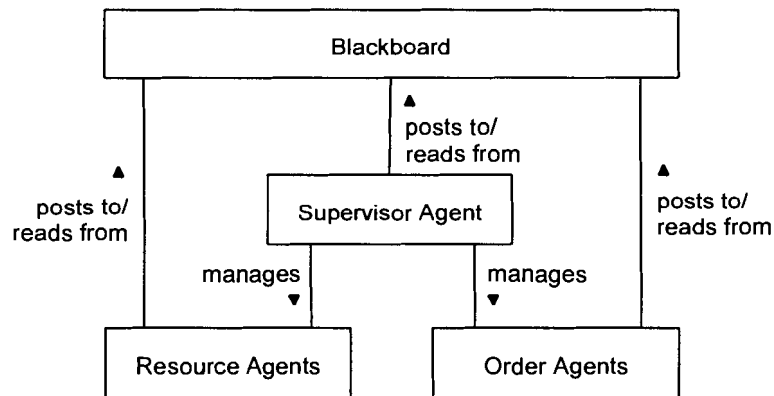 Blackboard
posts to/
reads from
posts to/
reads from
posts to/
reads from
Supervisor Agent
manages
manages
Resource Agents
Order Agents